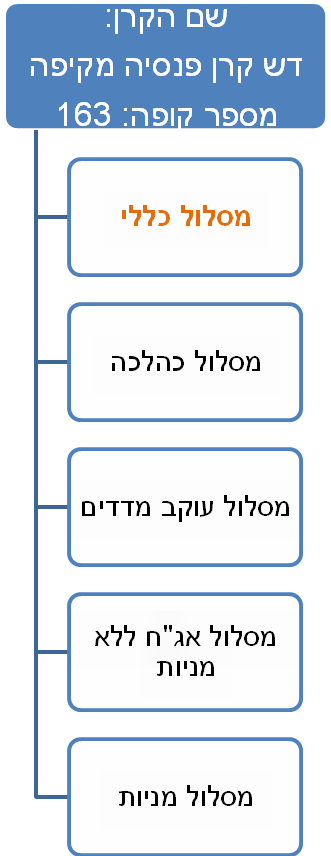 שם הקרן:
דש קרן פנסיה מקיפה
מספר קופה: 163
מסלול כללי
מסלול כהלכה
מסלול עוקב מדדים
מסלול אג"ח ללא
מניות
מסלול מניות